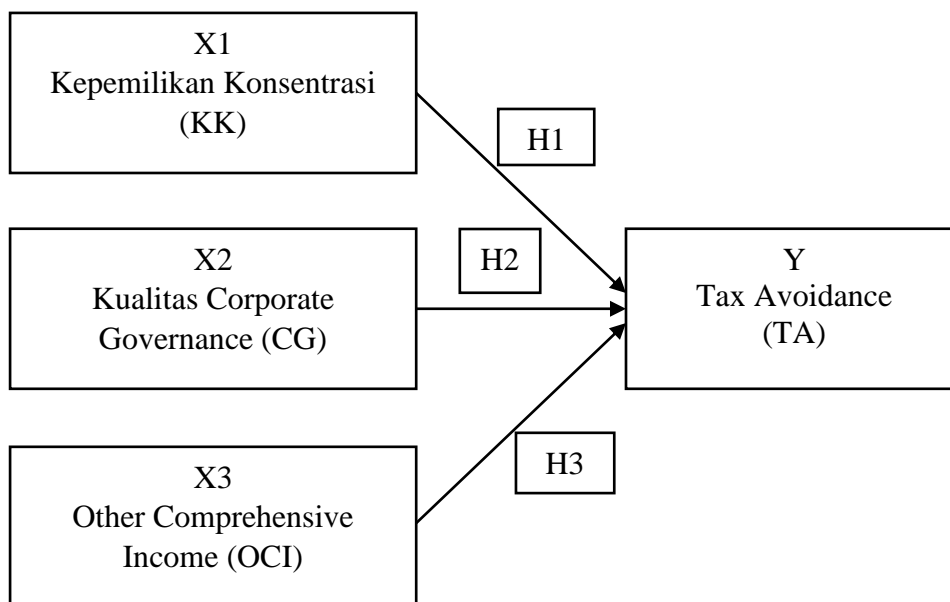 X1
Kepemilikan Konsentrasi
(KK)
H1
X2
Kualitas Corporate
Governance (CG)
H2
Y
Tax Avoidance
(TA)
X3
Other Comprehensive
Income (OCI)
H3